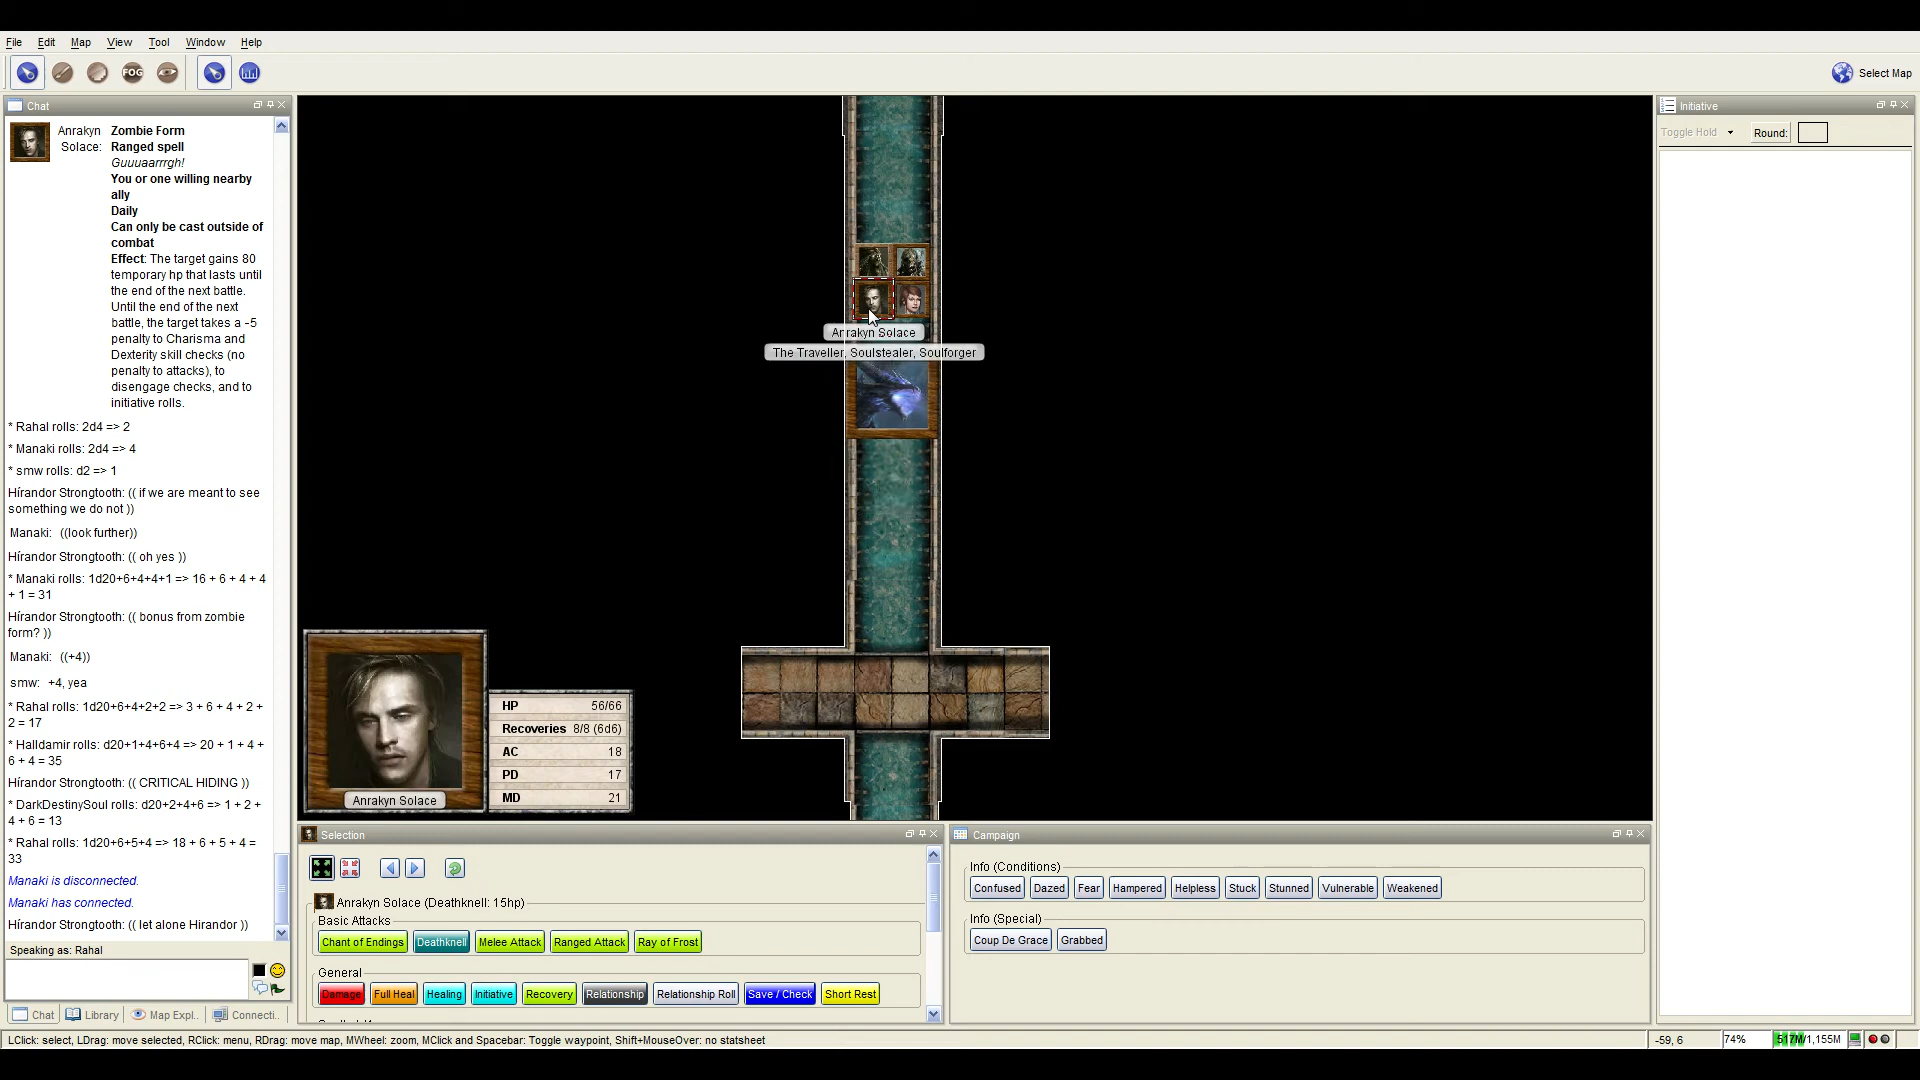 File Edit Map View Tool Window Help
FOG
Select Map
Chat
Initiative
Toggle Hold
Round:
Anrakyn Solace:
Zombie Form
Ranged spell
Guuuaarrrgh!
You or one willing nearby
ally
Daily
Can only be cast outside of
combat
Effect: The target gains 80
temporary hp that lasts until
the end of the next battle.
Until the end of the next
battle, the target takes a -5
penalty to Charisma and
Dexterity skill checks (no
penalty to attacks), to
disengage checks, and to
initiative rolls.
* Rahal rolls: 2d4 => 2
* Manaki rolls: 2d4 => 4
* smw rolls: d2 => 1
Hírandor Strongtooth: (( if we are meant to see
something we do not ))
Manaki: ((look further))
Hírandor Strongtooth: (( oh yes ))
* Manaki rolls: 1d20+6+4+4+1 => 16 + 6 + 4 + 4
+ 1 = 31
Hírandor Strongtooth: (( bonus from zombie
form? ))
Manaki: ((+4))
smw: +4, yea
* Rahal rolls: 1d20+6+4+2+2 => 3 + 6 + 4 + 2 +
2 = 17
* Halldamir rolls: d20+1+4+6+4 => 20 + 1 + 4 +
6 + 4 = 35
Hírandor Strongtooth: (( CRITICAL HIDING ))
* DarkDestinySoul rolls: d20+2+4+6 => 1 + 2 +
4 + 6 = 13
* Rahal rolls: 1d20+6+5+4 => 18 + 6 + 5 + 4 =
33
Manaki is disconnected.
Manaki has connected.
Hírandor Strongtooth: (( let alone Hirandor ))
Speaking as: Rahal
Chat Library Map Expl.. Connecti..
Anrakyn Solace
The Traveller, Soulstealer, Soulforger
Anrakyn Solace
HP 56/66
Recoveries 8/8 (6d6)
AC 18
PD 17
MD 21
Selection
Anrakyn Solace (Deathknell: 15hp)
Basic Attacks
Chant of Endings Deathknell Melee Attack Ranged Attack Ray of Frost
General
Damage Full Heal Healing Initiative Recovery Relationship Relationship Roll Save / Check Short Rest
Campaign
Info (Conditions)
Confused Dazed Fear Hampered Helpless Stuck Stunned Vulnerable Weakened
Info (Special)
Coup De Grace Grabbed
LClick: select, LDrag: move selected, RClick: menu, RDrag: move map, MWheel: zoom, MClick and Spacebar: Toggle waypoint, Shift+MouseOver: no statsheet
-59, 6 74% 517M/1,155M